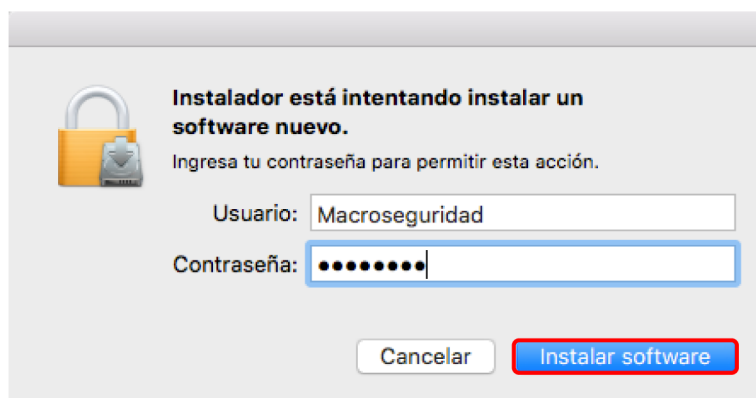 Instalador está intentando instalar un
software nuevo.
Ingresa tu contraseña para permitir esta acción.
Usuario: Macroseguridad
Contraseña: ••••••••
Cancelar Instalar software